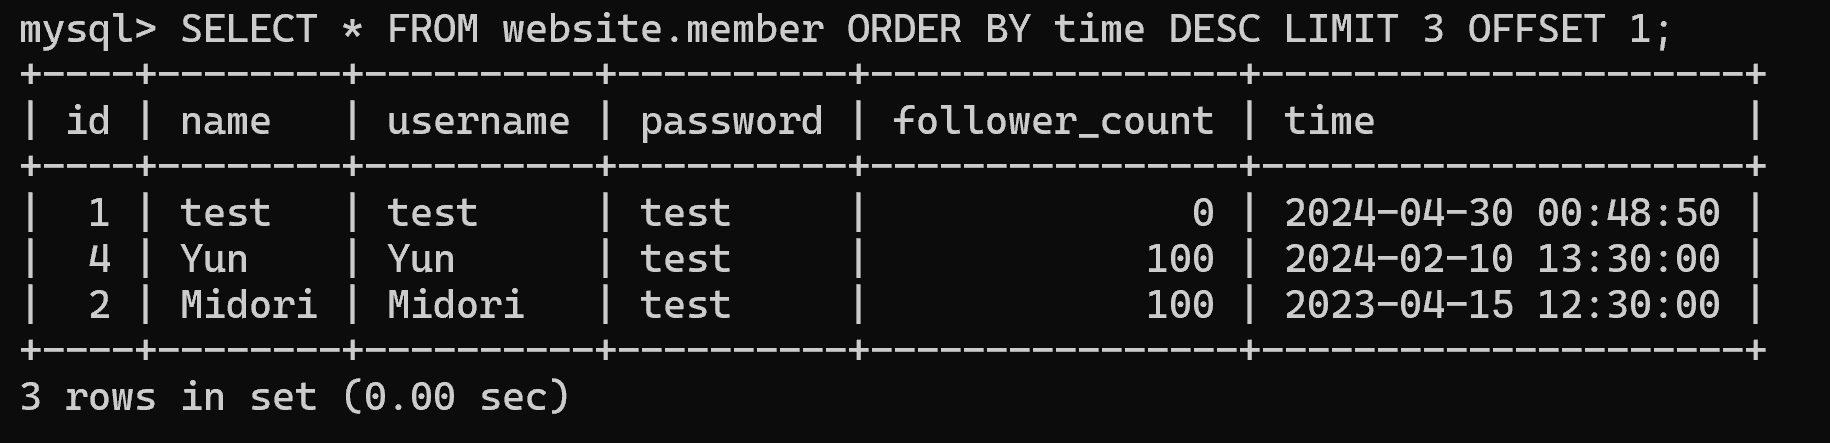 mysql> SELECT * FROM website.member ORDER BY time DESC LIMIT 3 OFFSET 1;
+----+--------+----------+----------+----------------+---------------------+
| id | name   | username | password | follower_count | time                |
+----+--------+----------+----------+----------------+---------------------+
|  1 | test   | test     | test     |              0 | 2024-04-30 00:48:50 |
|  4 | Yun    | Yun      | test     |            100 | 2024-02-10 13:30:00 |
|  2 | Midori | Midori   | test     |            100 | 2023-04-15 12:30:00 |
+----+--------+----------+----------+----------------+---------------------+
3 rows in set (0.00 sec)